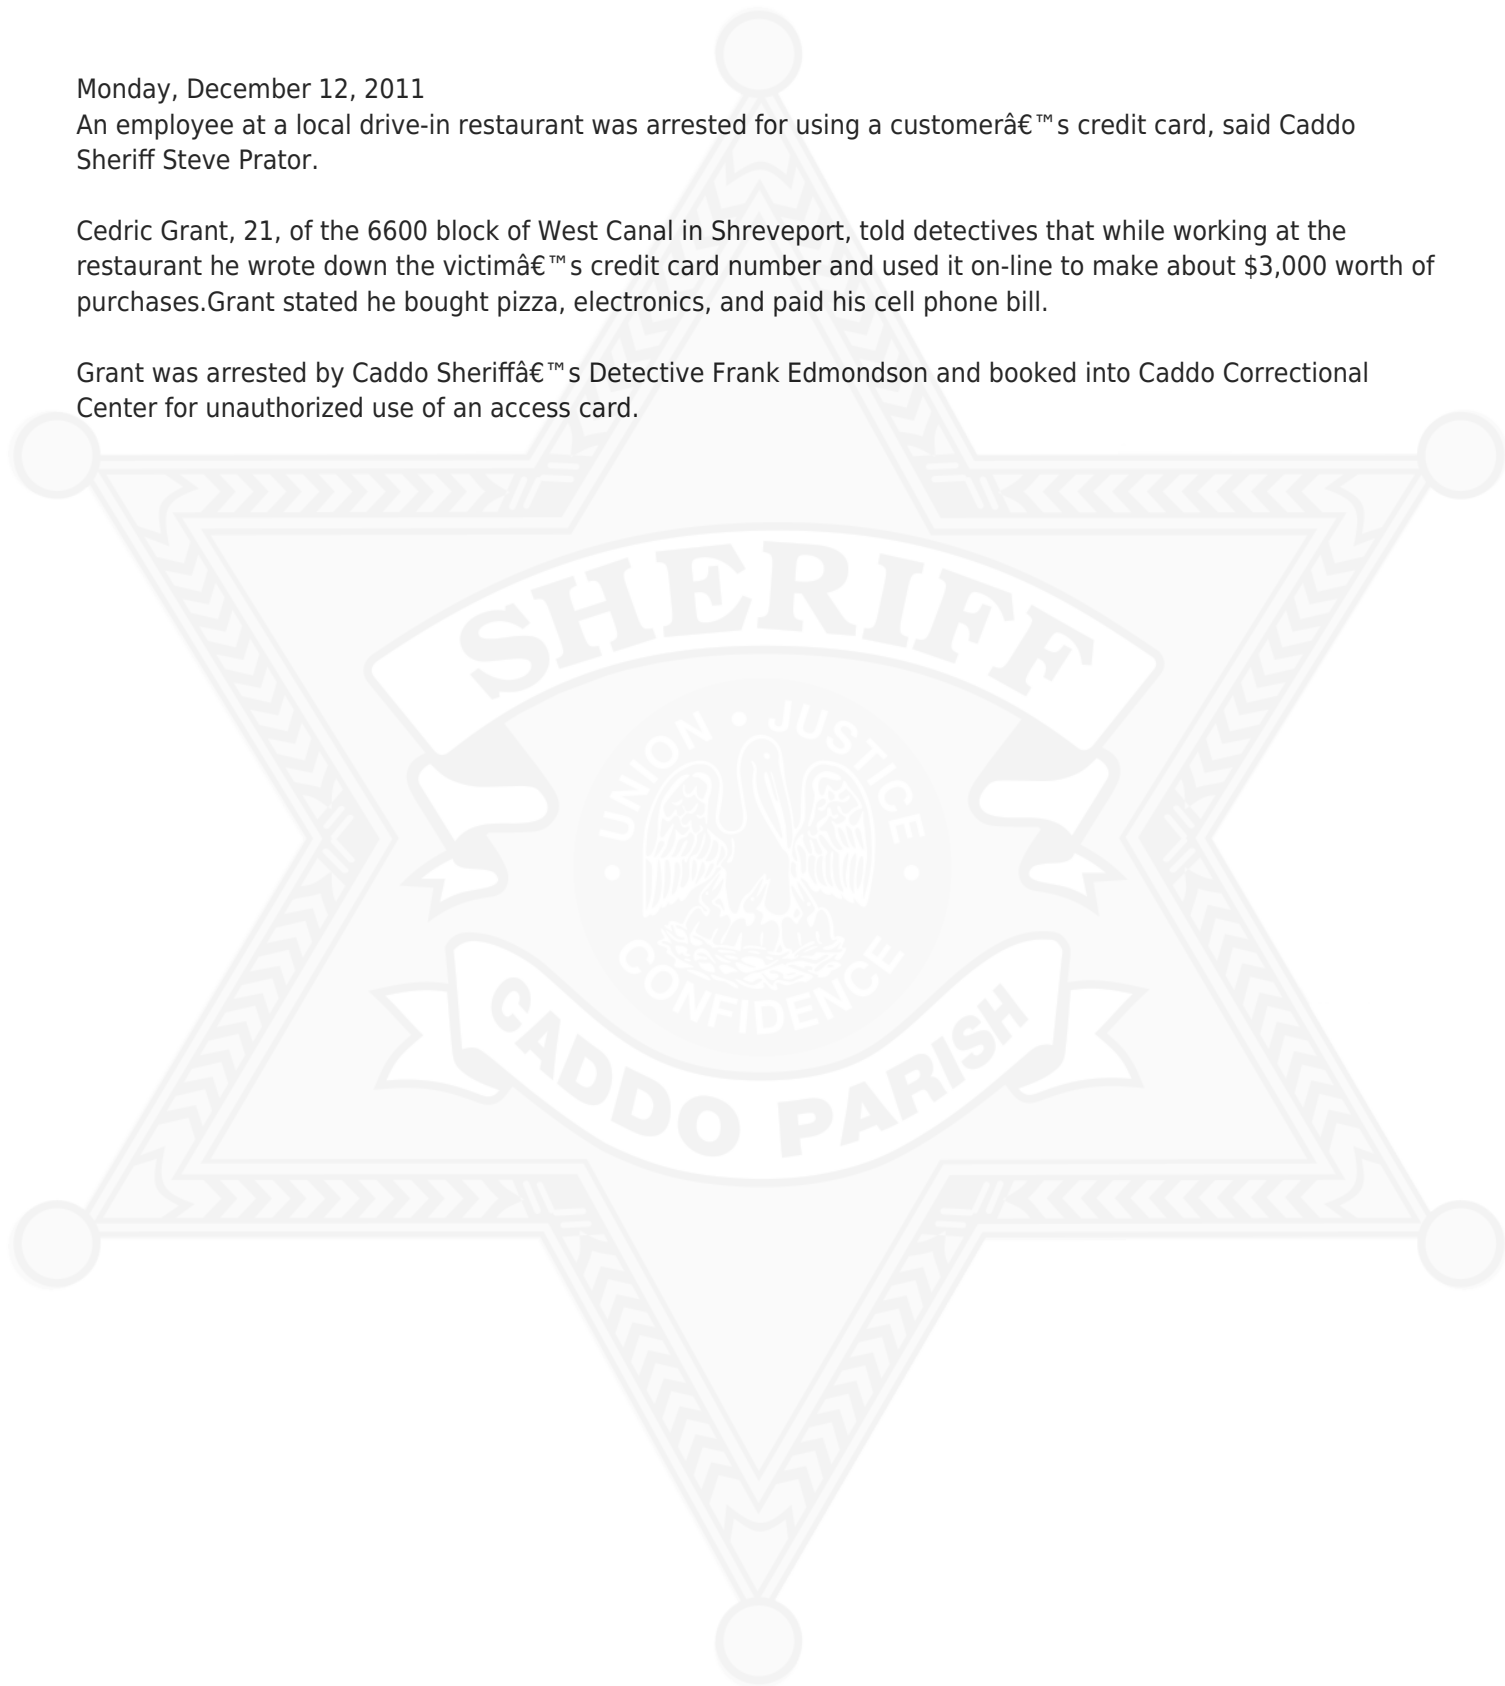 Monday, December 12, 2011
An employee at a local drive-in restaurant was arrested for using a customerâ€™s credit card, said Caddo
Sheriff Steve Prator.
Cedric Grant, 21, of the 6600 block of West Canal in Shreveport, told detectives that while working at the
restaurant he wrote down the victimâ€™s credit card number and used it on-line to make about $3,000 worth of
purchases.Grant stated he bought pizza, electronics, and paid his cell phone bill.
Grant was arrested by Caddo Sheriffâ€™s Detective Frank Edmondson and booked into Caddo Correctional
Center for unauthorized use of an access card.
SHERIFF
UNION • JUSTICE
• CONFIDENCE •
CADDO PARISH